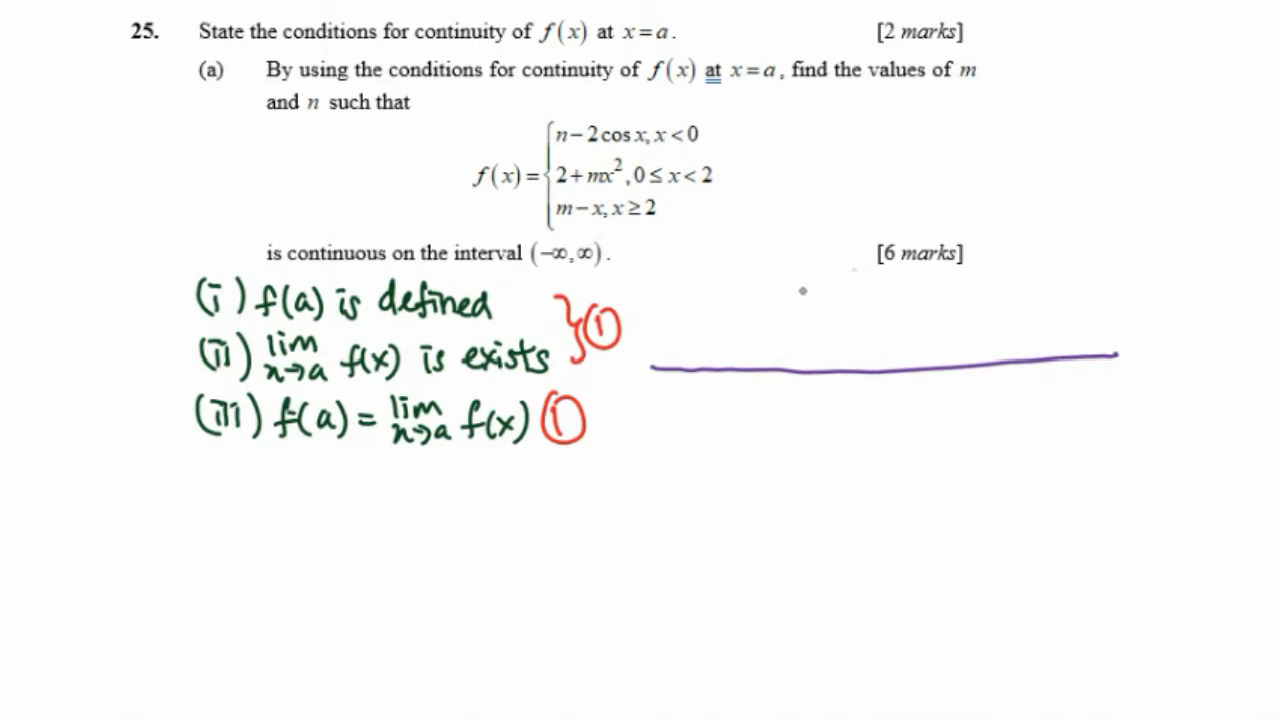 25. State the conditions for continuity of f(x) at x=a. [2 marks]
(a) By using the conditions for continuity of f(x) at x=a, find the values of m
and n such that
n−2cos x, x<0
f(x)= 2+mx², 0≤x<2
m−x, x≥2
is continuous on the interval (−∞,∞). [6 marks]
(i) f(a) is defined
(ii) lim x→a f(x) is exists } ①
(iii) f(a) = lim x→a f(x) ①